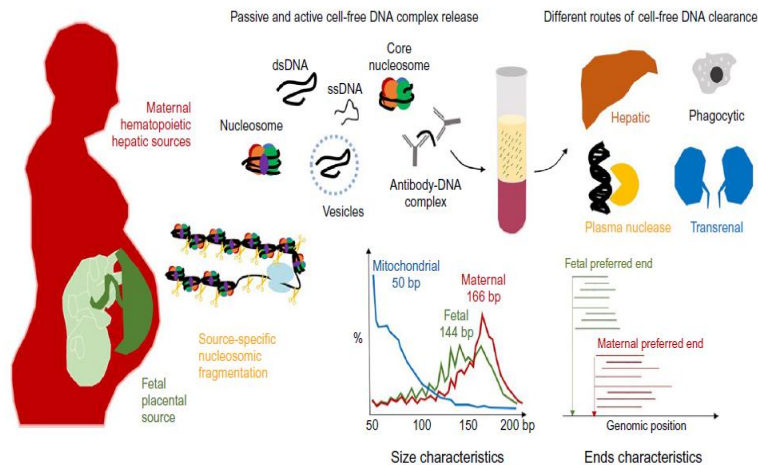 Passive and active cell-free DNA complex release
Different routes of cell-free DNA clearance
Maternal
hematopoietic
hepatic sources
dsDNA
ssDNA
Core
nucleosome
Nucleosome
Vesicles
Antibody-DNA
complex
Hepatic
Phagocytic
Plasma nuclease
Transrenal
Source-specific
nucleosomic
fragmentation
Fetal
placental
source
Mitochondrial
50 bp
Maternal
166 bp
Fetal
144 bp
%
50
100
150
200 bp
Size characteristics
Fetal preferred end
Maternal preferred end
Genomic position
Ends characteristics